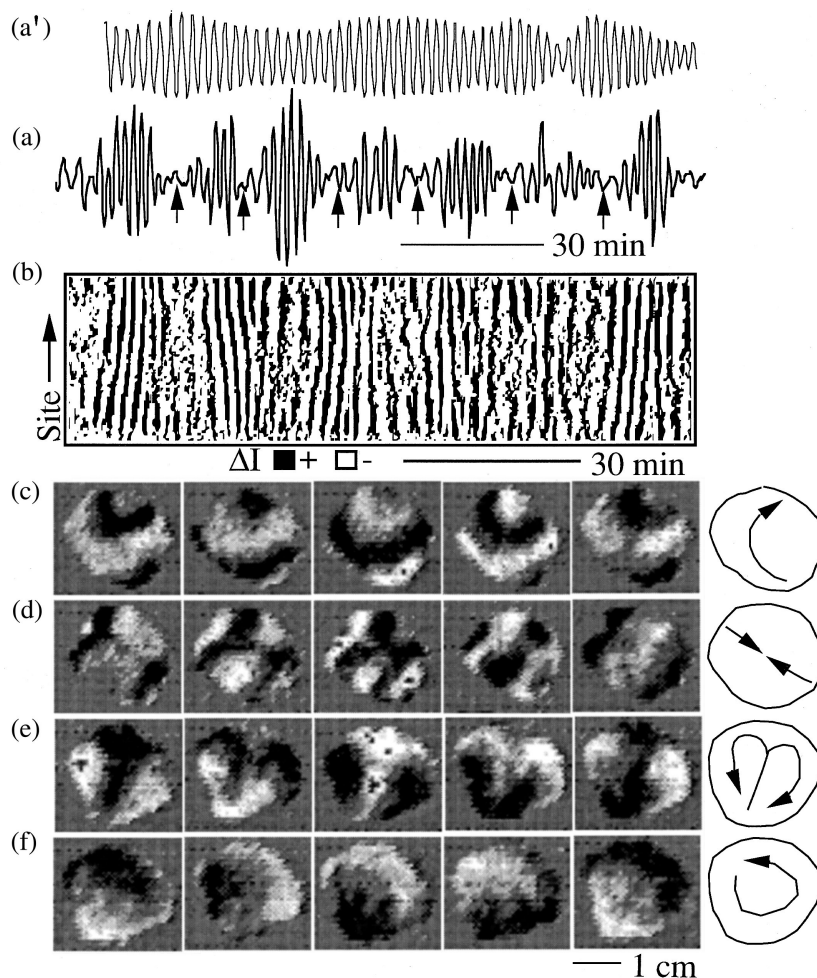 (a')
(a)
30 min
(b)
Site
ΔI + -
30 min
(c)
(d)
(e)
(f)
1 cm